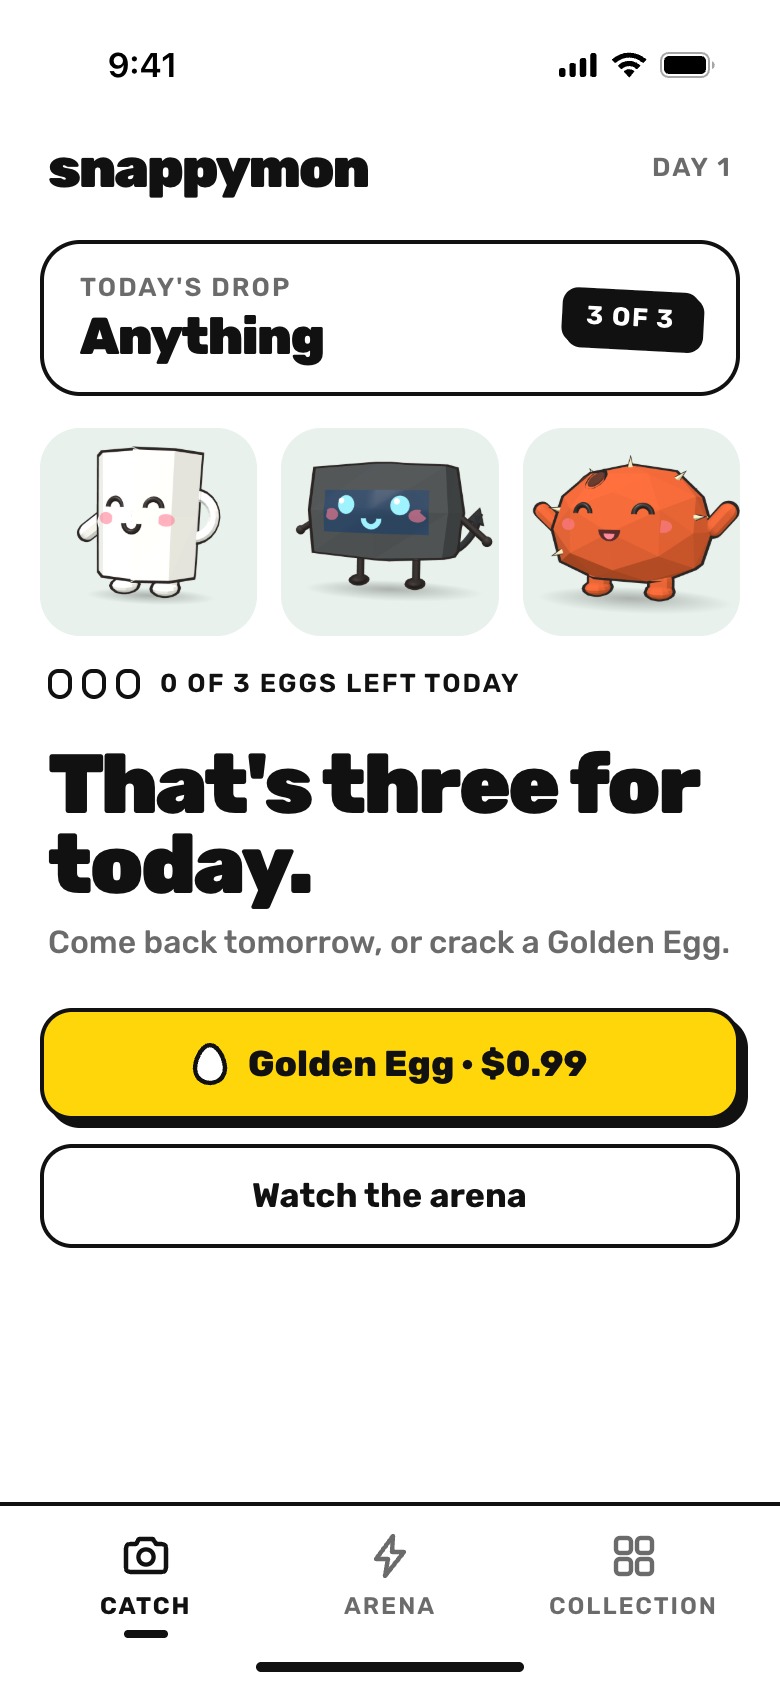 9:41
snappymon
DAY 1
TODAY'S DROP
Anything
3 OF 3
0 OF 3 EGGS LEFT TODAY
That's three for
today.
Come back tomorrow, or crack a Golden Egg.
Golden Egg · $0.99
Watch the arena
CATCH
ARENA
COLLECTION